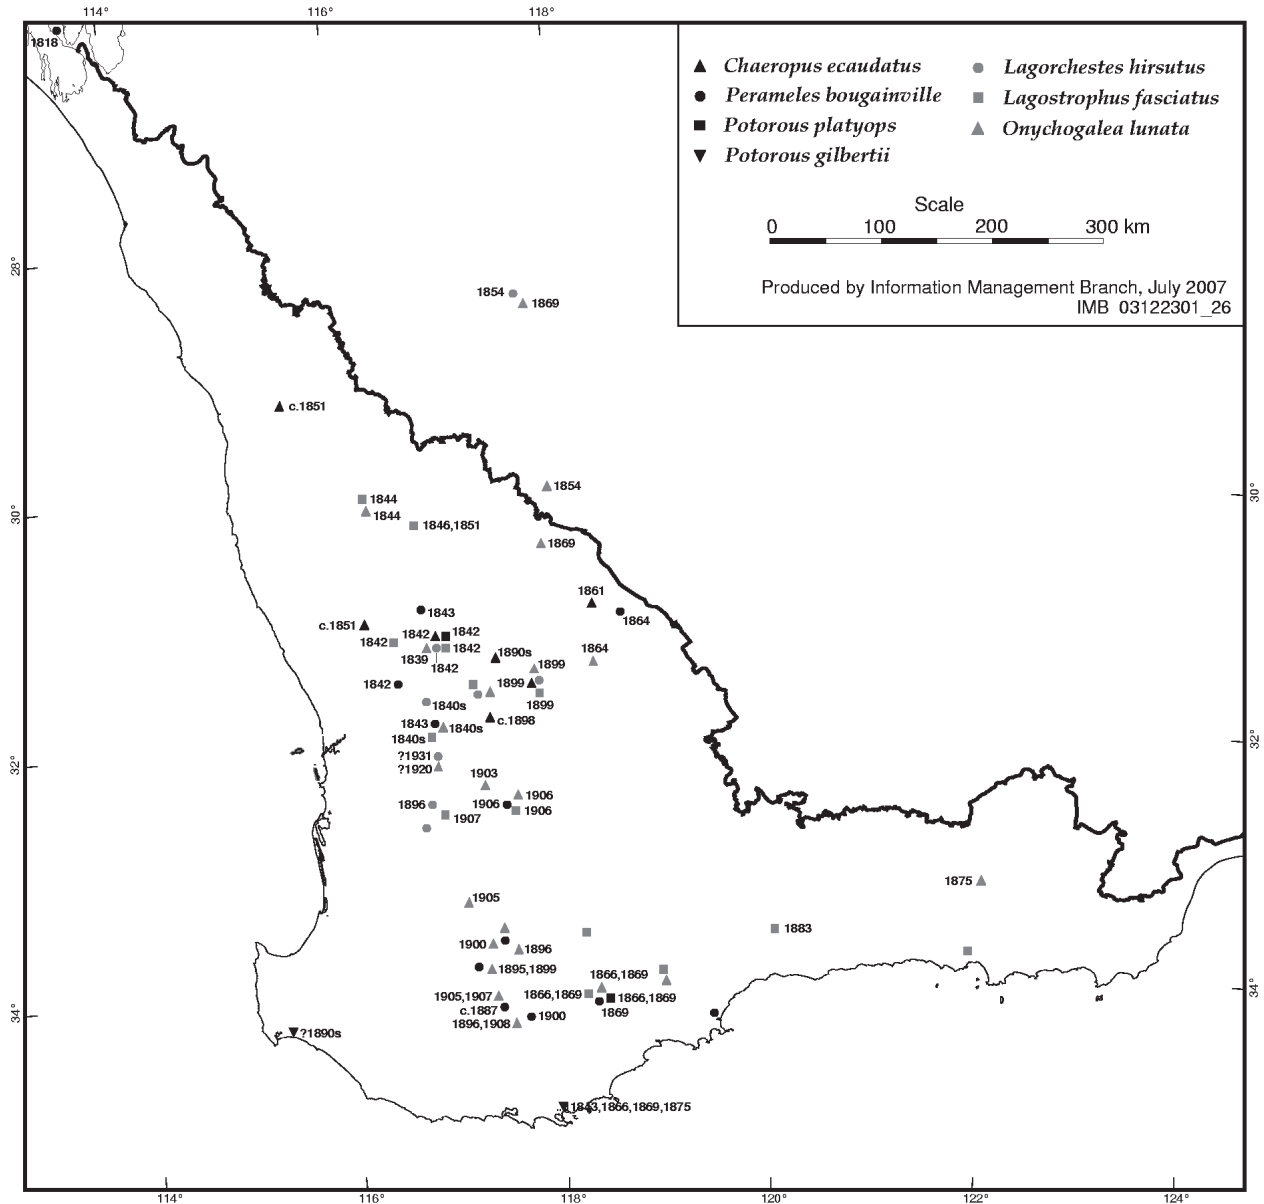 114° 116° 118°
1818
Chaeropus ecaudatus
Perameles bougainville
Potorous platyops
Potorous gilbertii
Lagorchestes hirsutus
Lagostrophus fasciatus
Onychogalea lunata
Scale
0 100 200 300 km
Produced by Information Management Branch, July 2007
IMB 03122301_26
28°
1854
1869
c.1851
1854
30°
30°
1844
1844
1846,1851
1869
1861
1843
1864
c.1851
1842
1842
1842
1842
1839
1842
1890s
1864
1899
1842
1899
1840s
1899
c.1898
1843
1840s
1840s
32°
32°
?1931
?1920
1903
1906
1896
1906
1906
1907
1875
1905
1883
1900
1896
1895,1899
1866,1869
1905,1907
1866,1869
1866,1869
34°
34°
c.1887
1900
1869
1896,1908
?1890s
1843,1866,1869,1875
114° 116° 118° 120° 122° 124°